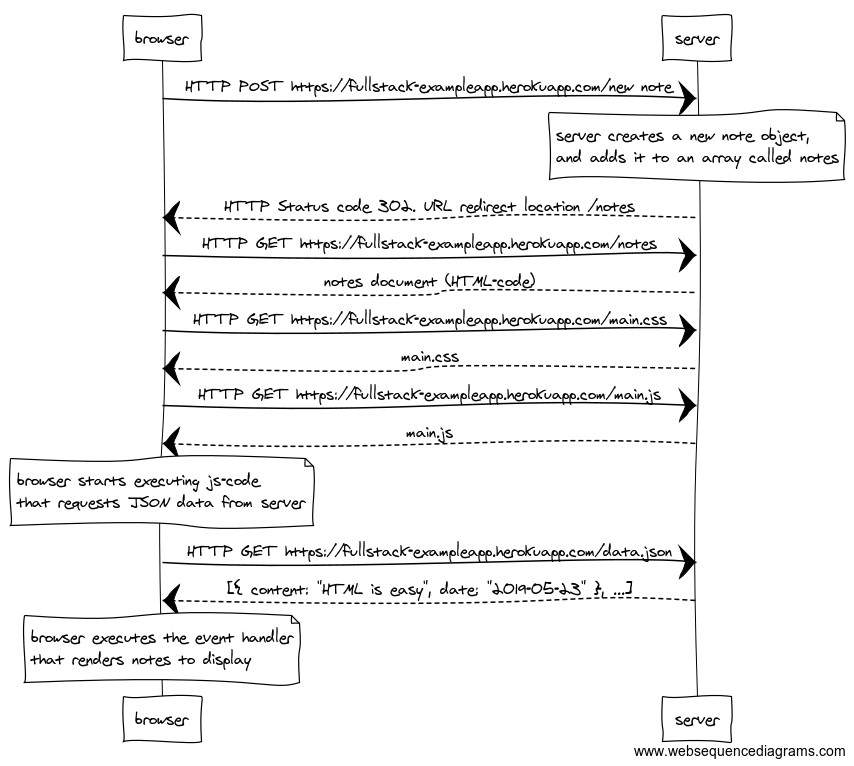 browser
server
HTTP POST https://fullstack-exampleapp.herokuapp.com/new note
server creates a new note object,
and adds it to an array called notes
HTTP Status code 302. URL redirect location /notes
HTTP GET https://fullstack-exampleapp.herokuapp.com/notes
notes document (HTML-code)
HTTP GET https://fullstack-exampleapp.herokuapp.com/main.css
main.css
HTTP GET https://fullstack-exampleapp.herokuapp.com/main.js
main.js
browser starts executing js-code
that requests JSON data from server
HTTP GET https://fullstack-exampleapp.herokuapp.com/data.json
[{ content: "HTML is easy", date: "2019-05-23" }, ...]
browser executes the event handler
that renders notes to display
browser
server
www.websequencediagrams.com